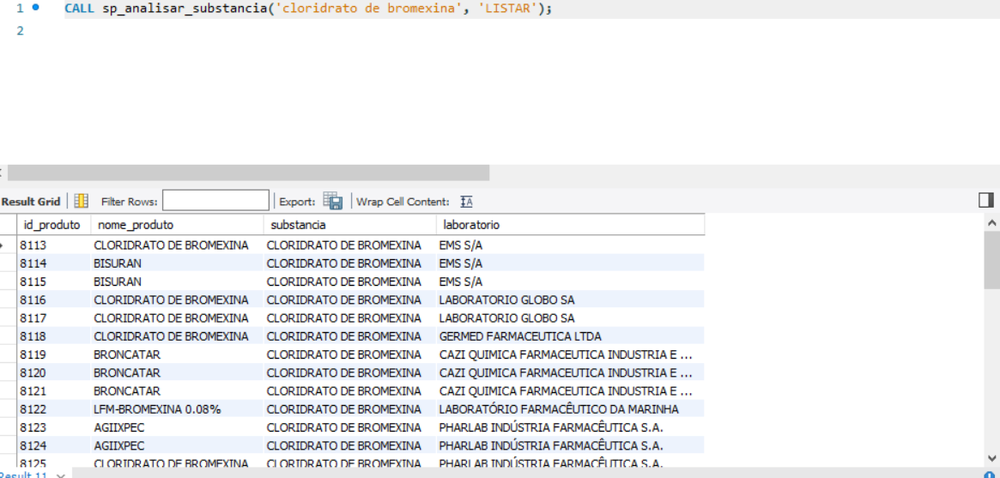 1 CALL sp_analisar_substancia('cloridrato de bromexina', 'LISTAR');
2
Result Grid Filter Rows: Export: Wrap Cell Content: IA
id_produto nome_produto substancia laboratorio
8113 CLORIDRATO DE BROMEXINA CLORIDRATO DE BROMEXINA EMS S/A
8114 BISURAN CLORIDRATO DE BROMEXINA EMS S/A
8115 BISURAN CLORIDRATO DE BROMEXINA EMS S/A
8116 CLORIDRATO DE BROMEXINA CLORIDRATO DE BROMEXINA LABORATORIO GLOBO SA
8117 CLORIDRATO DE BROMEXINA CLORIDRATO DE BROMEXINA LABORATORIO GLOBO SA
8118 CLORIDRATO DE BROMEXINA CLORIDRATO DE BROMEXINA GERMED FARMACEUTICA LTDA
8119 BRONCATAR CLORIDRATO DE BROMEXINA CAZI QUIMICA FARMACEUTICA INDUSTRIA E ...
8120 BRONCATAR CLORIDRATO DE BROMEXINA CAZI QUIMICA FARMACEUTICA INDUSTRIA E ...
8121 BRONCATAR CLORIDRATO DE BROMEXINA CAZI QUIMICA FARMACEUTICA INDUSTRIA E ...
8122 LFM-BROMEXINA 0.08% CLORIDRATO DE BROMEXINA LABORATÓRIO FARMACÊUTICO DA MARINHA
8123 AGIIXPEC CLORIDRATO DE BROMEXINA PHARLAB INDÚSTRIA FARMACÊUTICA S.A.
8124 AGIIXPEC CLORIDRATO DE BROMEXINA PHARLAB INDÚSTRIA FARMACÊUTICA S.A.
8125 CLORIDRATO DE BROMEXINA CLORIDRATO DE BROMEXINA PHARLAB INDÚSTRIA FARMACÊUTICA S.A.
Result 11